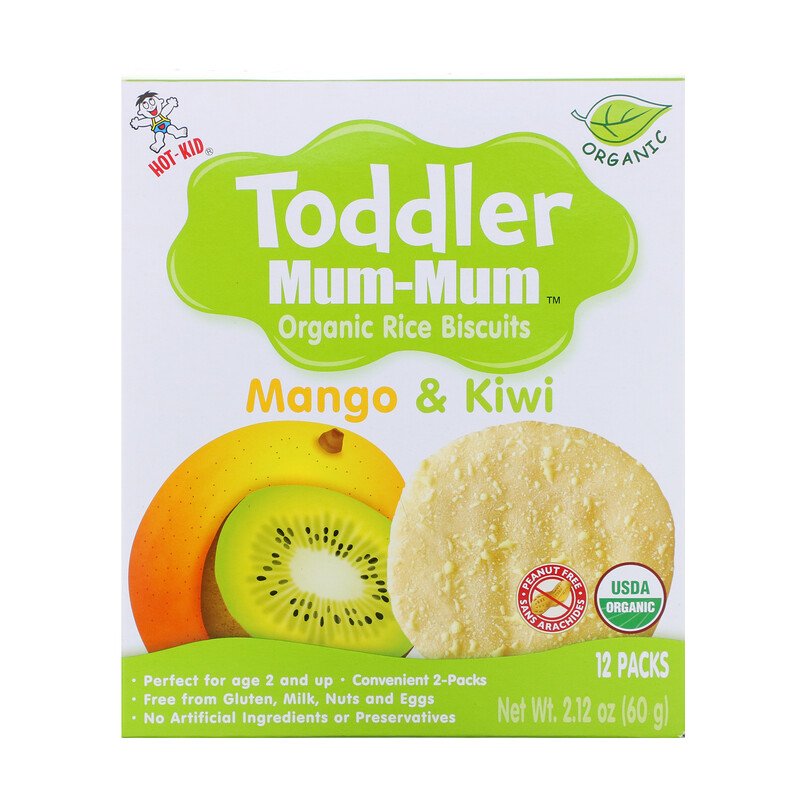 HOT-KID®
ORGANIC
Toddler
Mum-Mum™
Organic Rice Biscuits
Mango & Kiwi
PEANUT FREE
SANS ARACHIDES
USDA
ORGANIC
12 PACKS
· Perfect for age 2 and up · Convenient 2-Packs
· Free from Gluten, Milk, Nuts and Eggs
· No Artificial Ingredients or Preservatives
Net Wt. 2.12 oz (60 g)